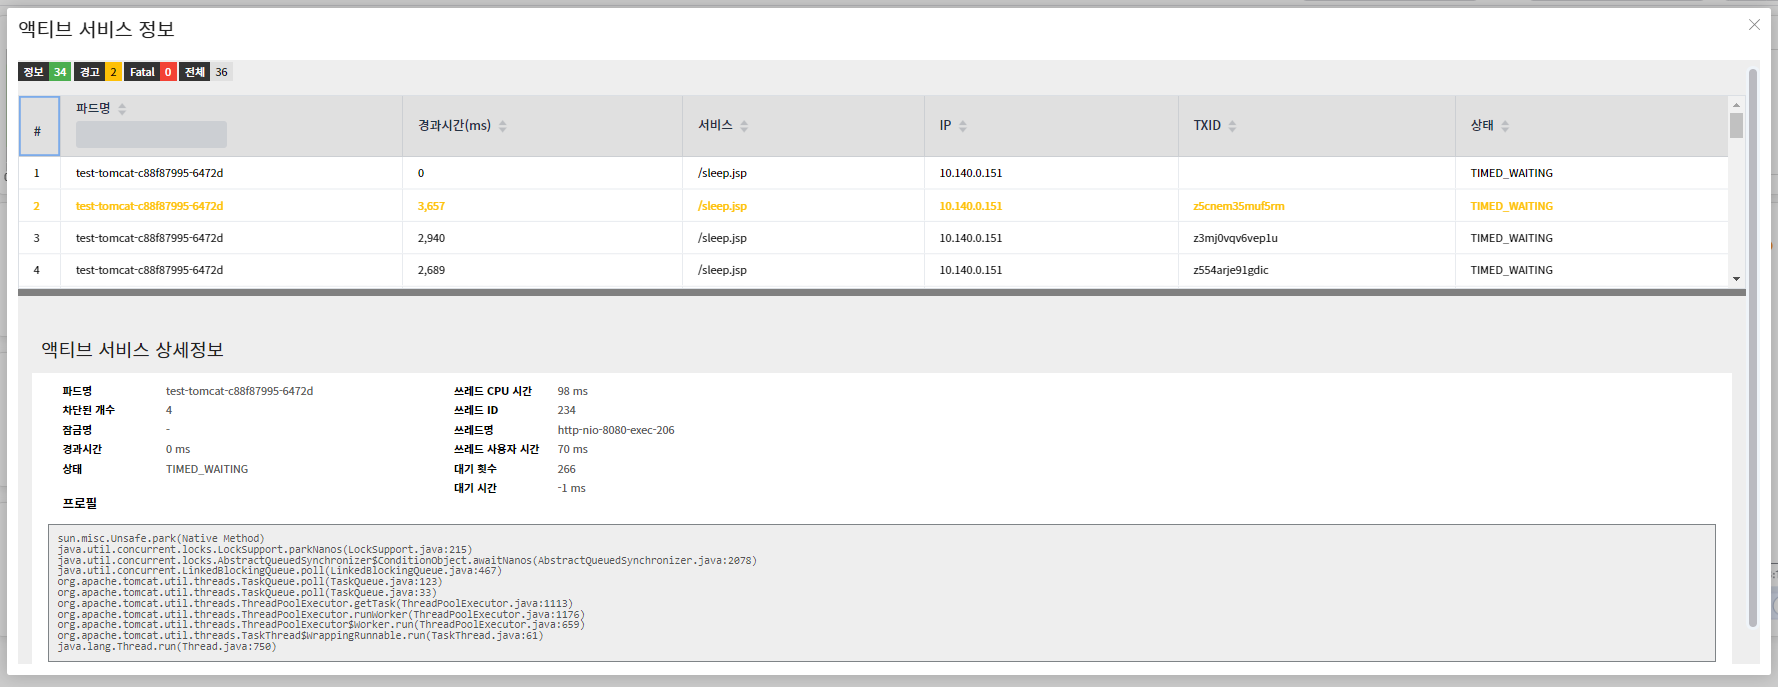 액티브 서비스 정보
정보 34 경고 2 Fatal 0 전체 36
# 파드명 경과시간(ms) 서비스 IP TXID 상태
1 test-tomcat-c88f87995-6472d 0 /sleep.jsp 10.140.0.151 TIMED_WAITING
2 test-tomcat-c88f87995-6472d 3,657 /sleep.jsp 10.140.0.151 z5cnem35muf5rm TIMED_WAITING
3 test-tomcat-c88f87995-6472d 2,940 /sleep.jsp 10.140.0.151 z3mj0vqv6vep1u TIMED_WAITING
4 test-tomcat-c88f87995-6472d 2,689 /sleep.jsp 10.140.0.151 z554arje91gdic TIMED_WAITING
액티브 서비스 상세정보
파드명 test-tomcat-c88f87995-6472d 쓰레드 CPU 시간 98 ms
차단된 개수 4 쓰레드 ID 234
잠금명 - 쓰레드명 http-nio-8080-exec-206
경과시간 0 ms 쓰레드 사용자 시간 70 ms
상태 TIMED_WAITING 대기 횟수 266
대기 시간 -1 ms
프로필
sun.misc.Unsafe.park(Native Method)
java.util.concurrent.locks.LockSupport.parkNanos(LockSupport.java:215)
java.util.concurrent.locks.AbstractQueuedSynchronizer$ConditionObject.awaitNanos(AbstractQueuedSynchronizer.java:2078)
java.util.concurrent.LinkedBlockingQueue.poll(LinkedBlockingQueue.java:467)
org.apache.tomcat.util.threads.TaskQueue.poll(TaskQueue.java:123)
org.apache.tomcat.util.threads.TaskQueue.poll(TaskQueue.java:33)
org.apache.tomcat.util.threads.ThreadPoolExecutor.getTask(ThreadPoolExecutor.java:1113)
org.apache.tomcat.util.threads.ThreadPoolExecutor.runWorker(ThreadPoolExecutor.java:1176)
org.apache.tomcat.util.threads.ThreadPoolExecutor$Worker.run(ThreadPoolExecutor.java:659)
org.apache.tomcat.util.threads.TaskThread$WrappingRunnable.run(TaskThread.java:61)
java.lang.Thread.run(Thread.java:750)